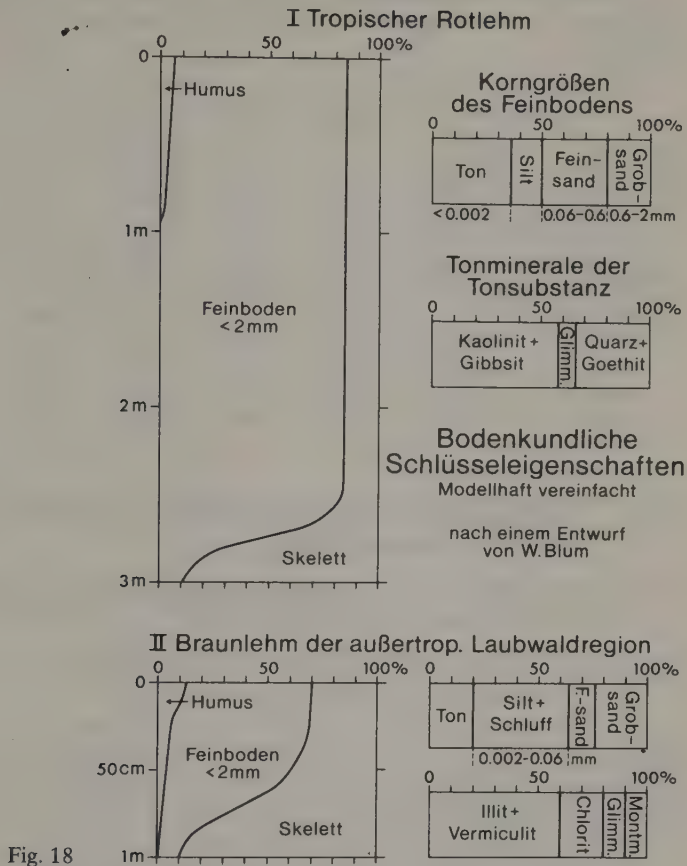 I Tropischer Rotlehm
0 50 100%
0
Humus
1m
Feinboden
<2mm
2m
Skelett
3m
Korngrößen
des Feinbodens
0 50 100%
Ton Silt Fein-
sand Grob-
sand
<0.002 0.06-0.6 0.6-2mm
Tonminerale der
Tonsubstanz
0 50 100%
Kaolinit+
Gibbsit Glimm. Quarz+
Goethit
Bodenkundliche
Schlüsseleigenschaften
Modellhaft vereinfacht
nach einem Entwurf
von W. Blum
II Braunlehm der außertrop. Laubwaldregion
0 50 100%
0
Humus
Feinboden
<2mm
50cm
Skelett
1m
0 50 100%
Ton Silt+
Schluff F.-sand Grob-
sand
0.002-0.06 mm
0 50 100%
Illit+
Vermiculit Chlorit Glimm. Montm.
Fig. 18